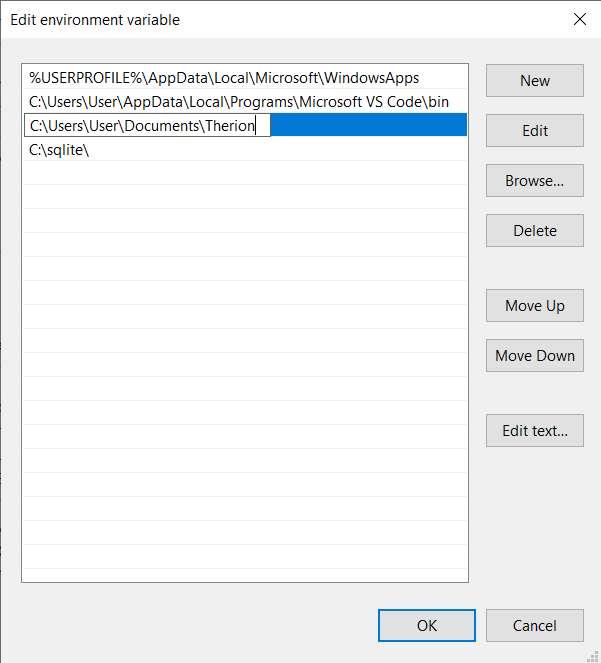 Edit environment variable
%USERPROFILE%\AppData\Local\Microsoft\WindowsApps
C:\Users\User\AppData\Local\Programs\Microsoft VS Code\bin
C:\Users\User\Documents\Therion
C:\sqlite\
New
Edit
Browse...
Delete
Move Up
Move Down
Edit text...
OK
Cancel